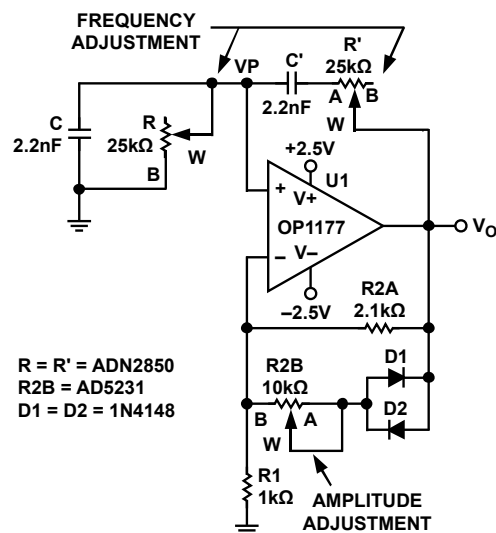 FREQUENCY
ADJUSTMENT
VP
C'
2.2nF
R'
25kΩ
A
B
W
C
2.2nF
R
25kΩ
W
B
+2.5V
U1
+
V+
OP1177
−
V−
−2.5V
VO
R2A
2.1kΩ
R = R' = ADN2850
R2B = AD5231
D1 = D2 = 1N4148
R2B
10kΩ
B
A
W
D1
D2
R1
1kΩ
AMPLITUDE
ADJUSTMENT